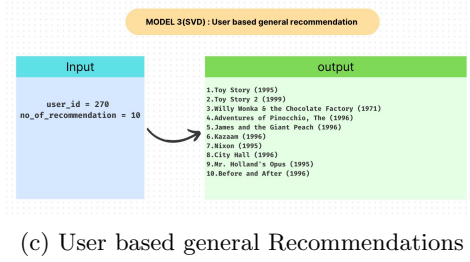 MODEL 3(SVD) : User based general recommendation
Input
output
user_id = 270
no_of_recommendation = 10
1.Toy Story (1995)
2.Toy Story 2 (1999)
3.Willy Wonka & the Chocolate Factory (1971)
4.Adventures of Pinocchio, The (1996)
5.James and the Giant Peach (1996)
6.Kazaam (1996)
7.Nixon (1995)
8.City Hall (1996)
9.Mr. Holland's Opus (1995)
10.Before and After (1996)
(c) User based general Recommendations